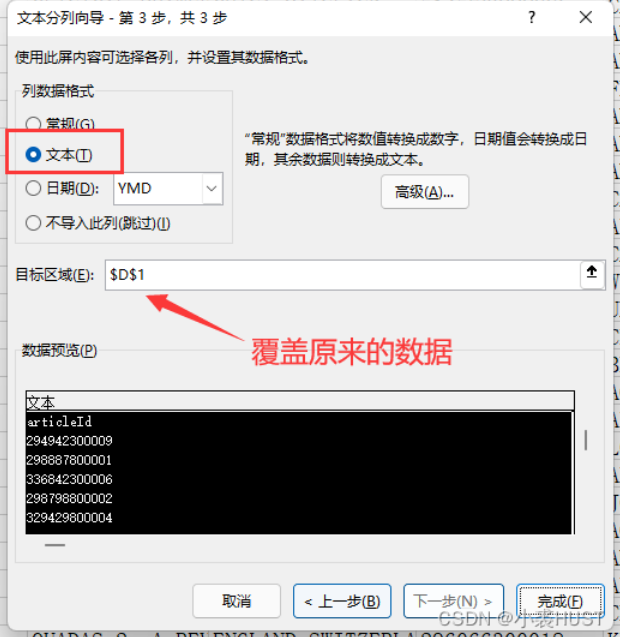 文本分列向导 - 第 3 步，共 3 步
?
使用此屏内容可选择各列，并设置其数据格式。
列数据格式
常规(G)
文本(T)
日期(D):
YMD
不导入此列(跳过)(I)
“常规”数据格式将数值转换成数字，日期值会转换成日
期，其余数据则转换成文本。
高级(A)...
目标区域(E):
$D$1
覆盖原来的数据
数据预览(P)
文本
articleId
294942300009
298887800001
336842300006
298798800002
329429800004
取消
< 上一步(B)
下一步(N) >
完成(F)
CSDN @小裴HUST